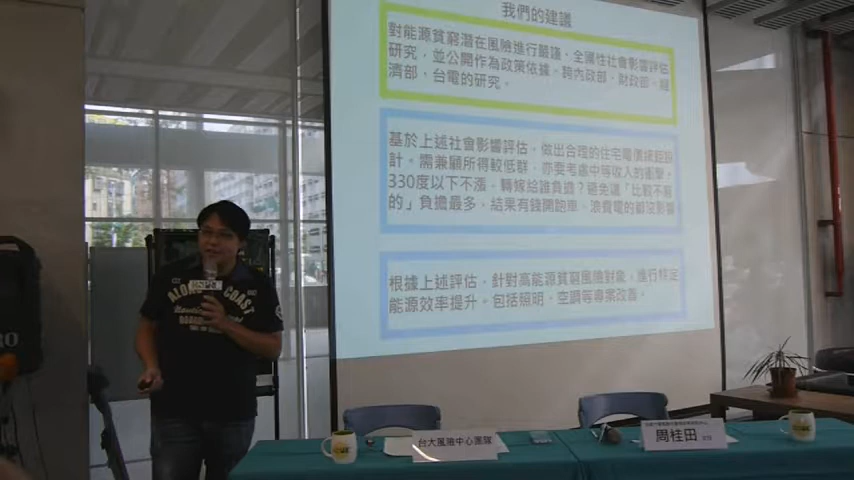 我們的建議
對能源貧窮潛在風險進行嚴謹、全關性社會影響評估
研究，並公開作為政策依據。跨內政部、財政部、經
濟部、台電的研究。
基於上述社會影響評估，做出合理的住宅電價級距設
計。需兼顧所得較低群、亦要考慮中等收入的衝擊。
330度以下不漲，轉嫁給誰負擔？避免讓「比較不窮
的」負擔最多，結果有錢開跑車、浪費電的卻沒影響
根據上述評估，針對高能源貧窮風險對象，進行特定
能源效率提升，包括照明、空調等專案改善。
ATOMIC COAST
台大風險中心團隊
周桂田